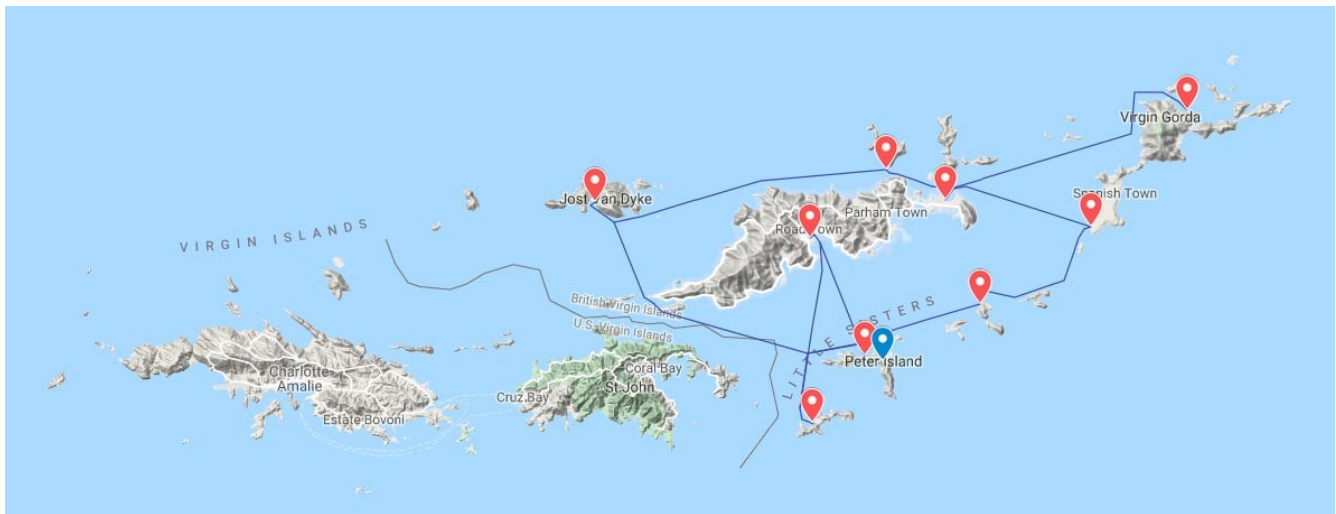 Virgin Gorda
Spanish Town
Jost Van Dyke
Parham Town
Road Town
VIRGIN ISLANDS
British Virgin Islands
U.S. Virgin Islands
LITTLE SISTERS
Peter Island
Coral Bay
St John
Cruz Bay
Charlotte
Amalie
Estate Bovoni